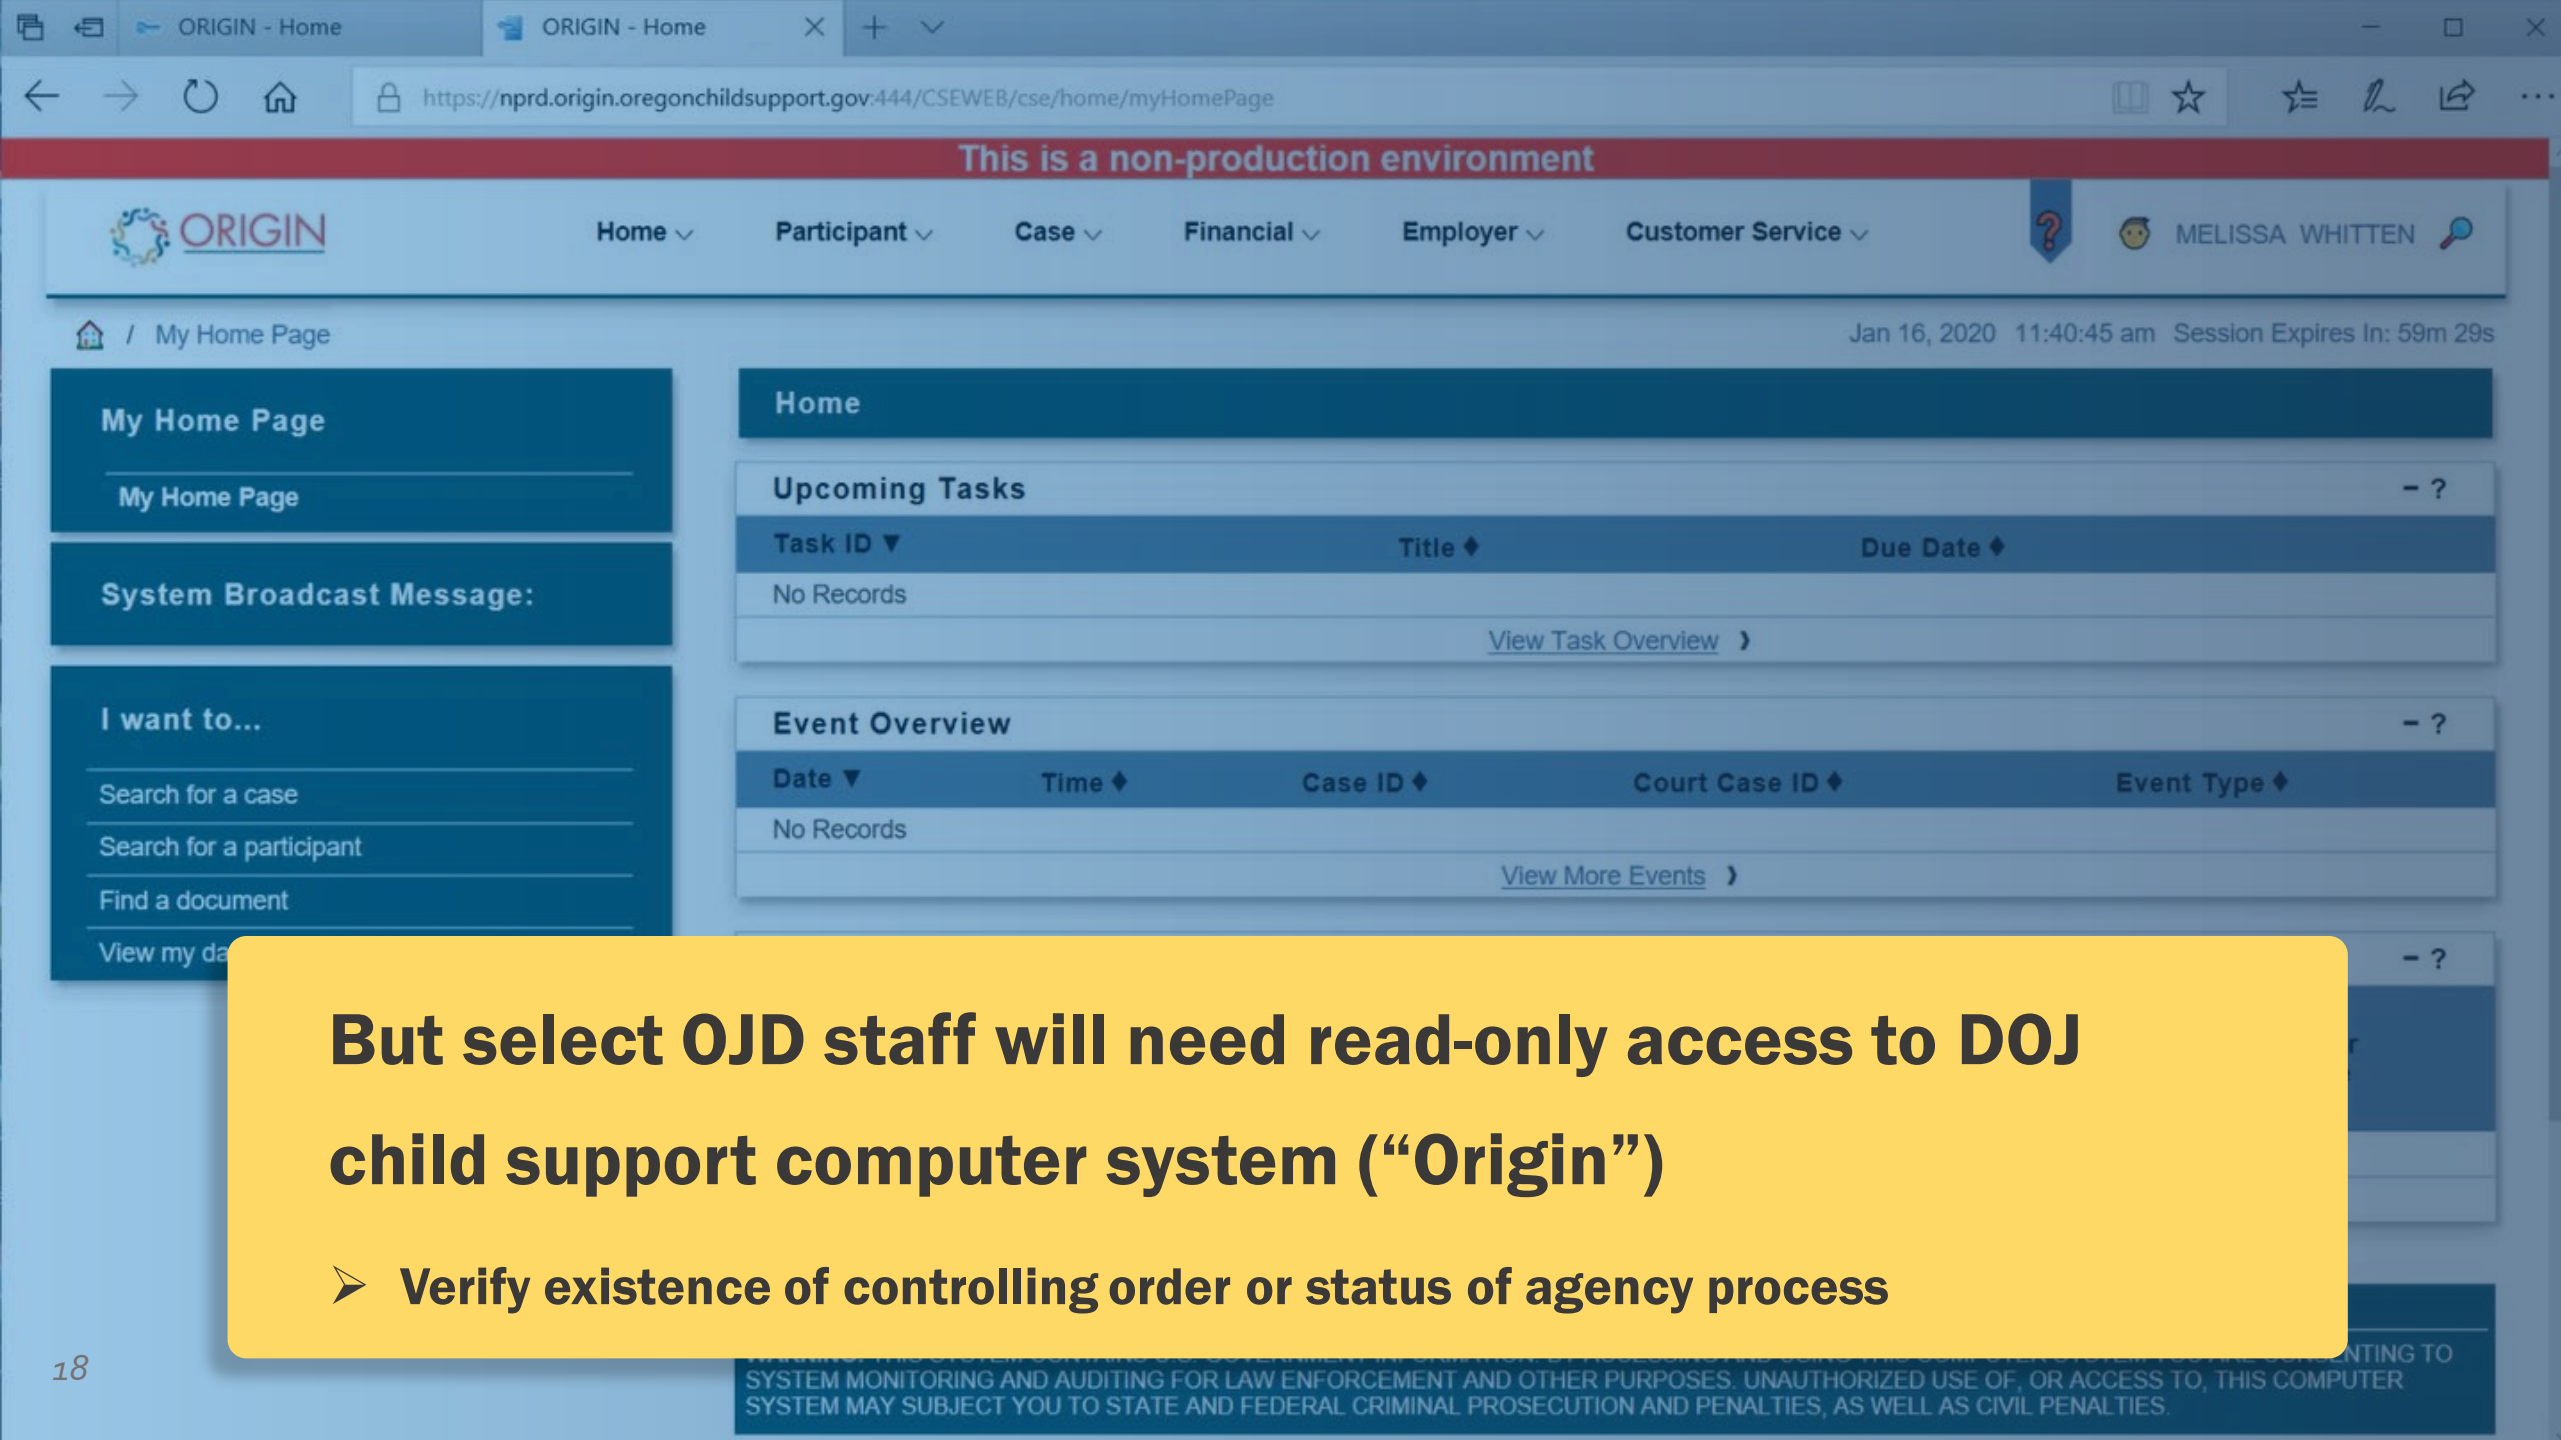 ORIGIN - Home
ORIGIN - Home
https://nprd.origin.oregonchildsupport.gov:444/CSEWEB/cse/home/myHomePage
This is a non-production environment
ORIGIN
Home
Participant
Case
Financial
Employer
Customer Service
?
MELISSA WHITTEN
/ My Home Page
Jan 16, 2020 11:40:45 am Session Expires In: 59m 29s
My Home Page
My Home Page
System Broadcast Message:
I want to...
Search for a case
Search for a participant
Find a document
View my da
Home
Upcoming Tasks
- ?
Task ID ▼ Title ♦ Due Date ♦
No Records
View Task Overview ❱
Event Overview
- ?
Date ▼ Time ♦ Case ID ♦ Court Case ID ♦ Event Type ♦
No Records
View More Events ❱
- ?
But select OJD staff will need read-only access to DOJ
child support computer system (“Origin”)
➢ Verify existence of controlling order or status of agency process
NTING TO
SYSTEM MONITORING AND AUDITING FOR LAW ENFORCEMENT AND OTHER PURPOSES. UNAUTHORIZED USE OF, OR ACCESS TO, THIS COMPUTER
SYSTEM MAY SUBJECT YOU TO STATE AND FEDERAL CRIMINAL PROSECUTION AND PENALTIES, AS WELL AS CIVIL PENALTIES.
18